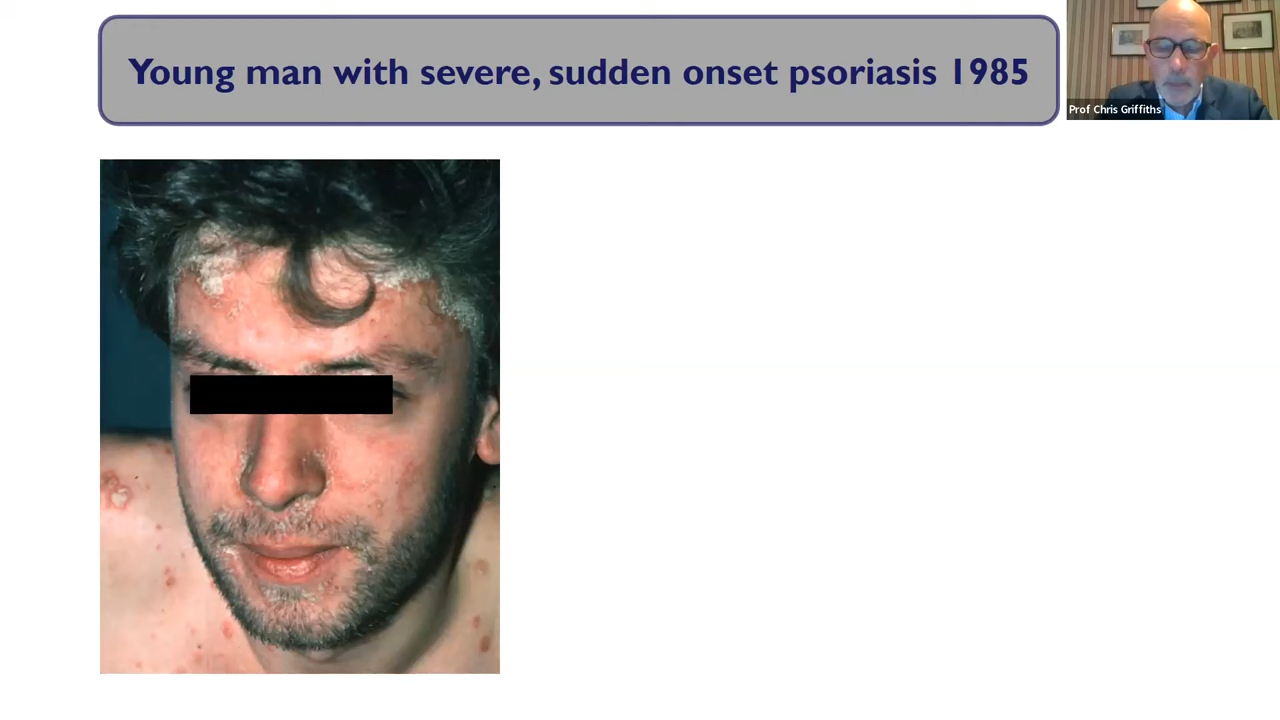 Young man with severe, sudden onset psoriasis 1985
Prof Chris Griffiths